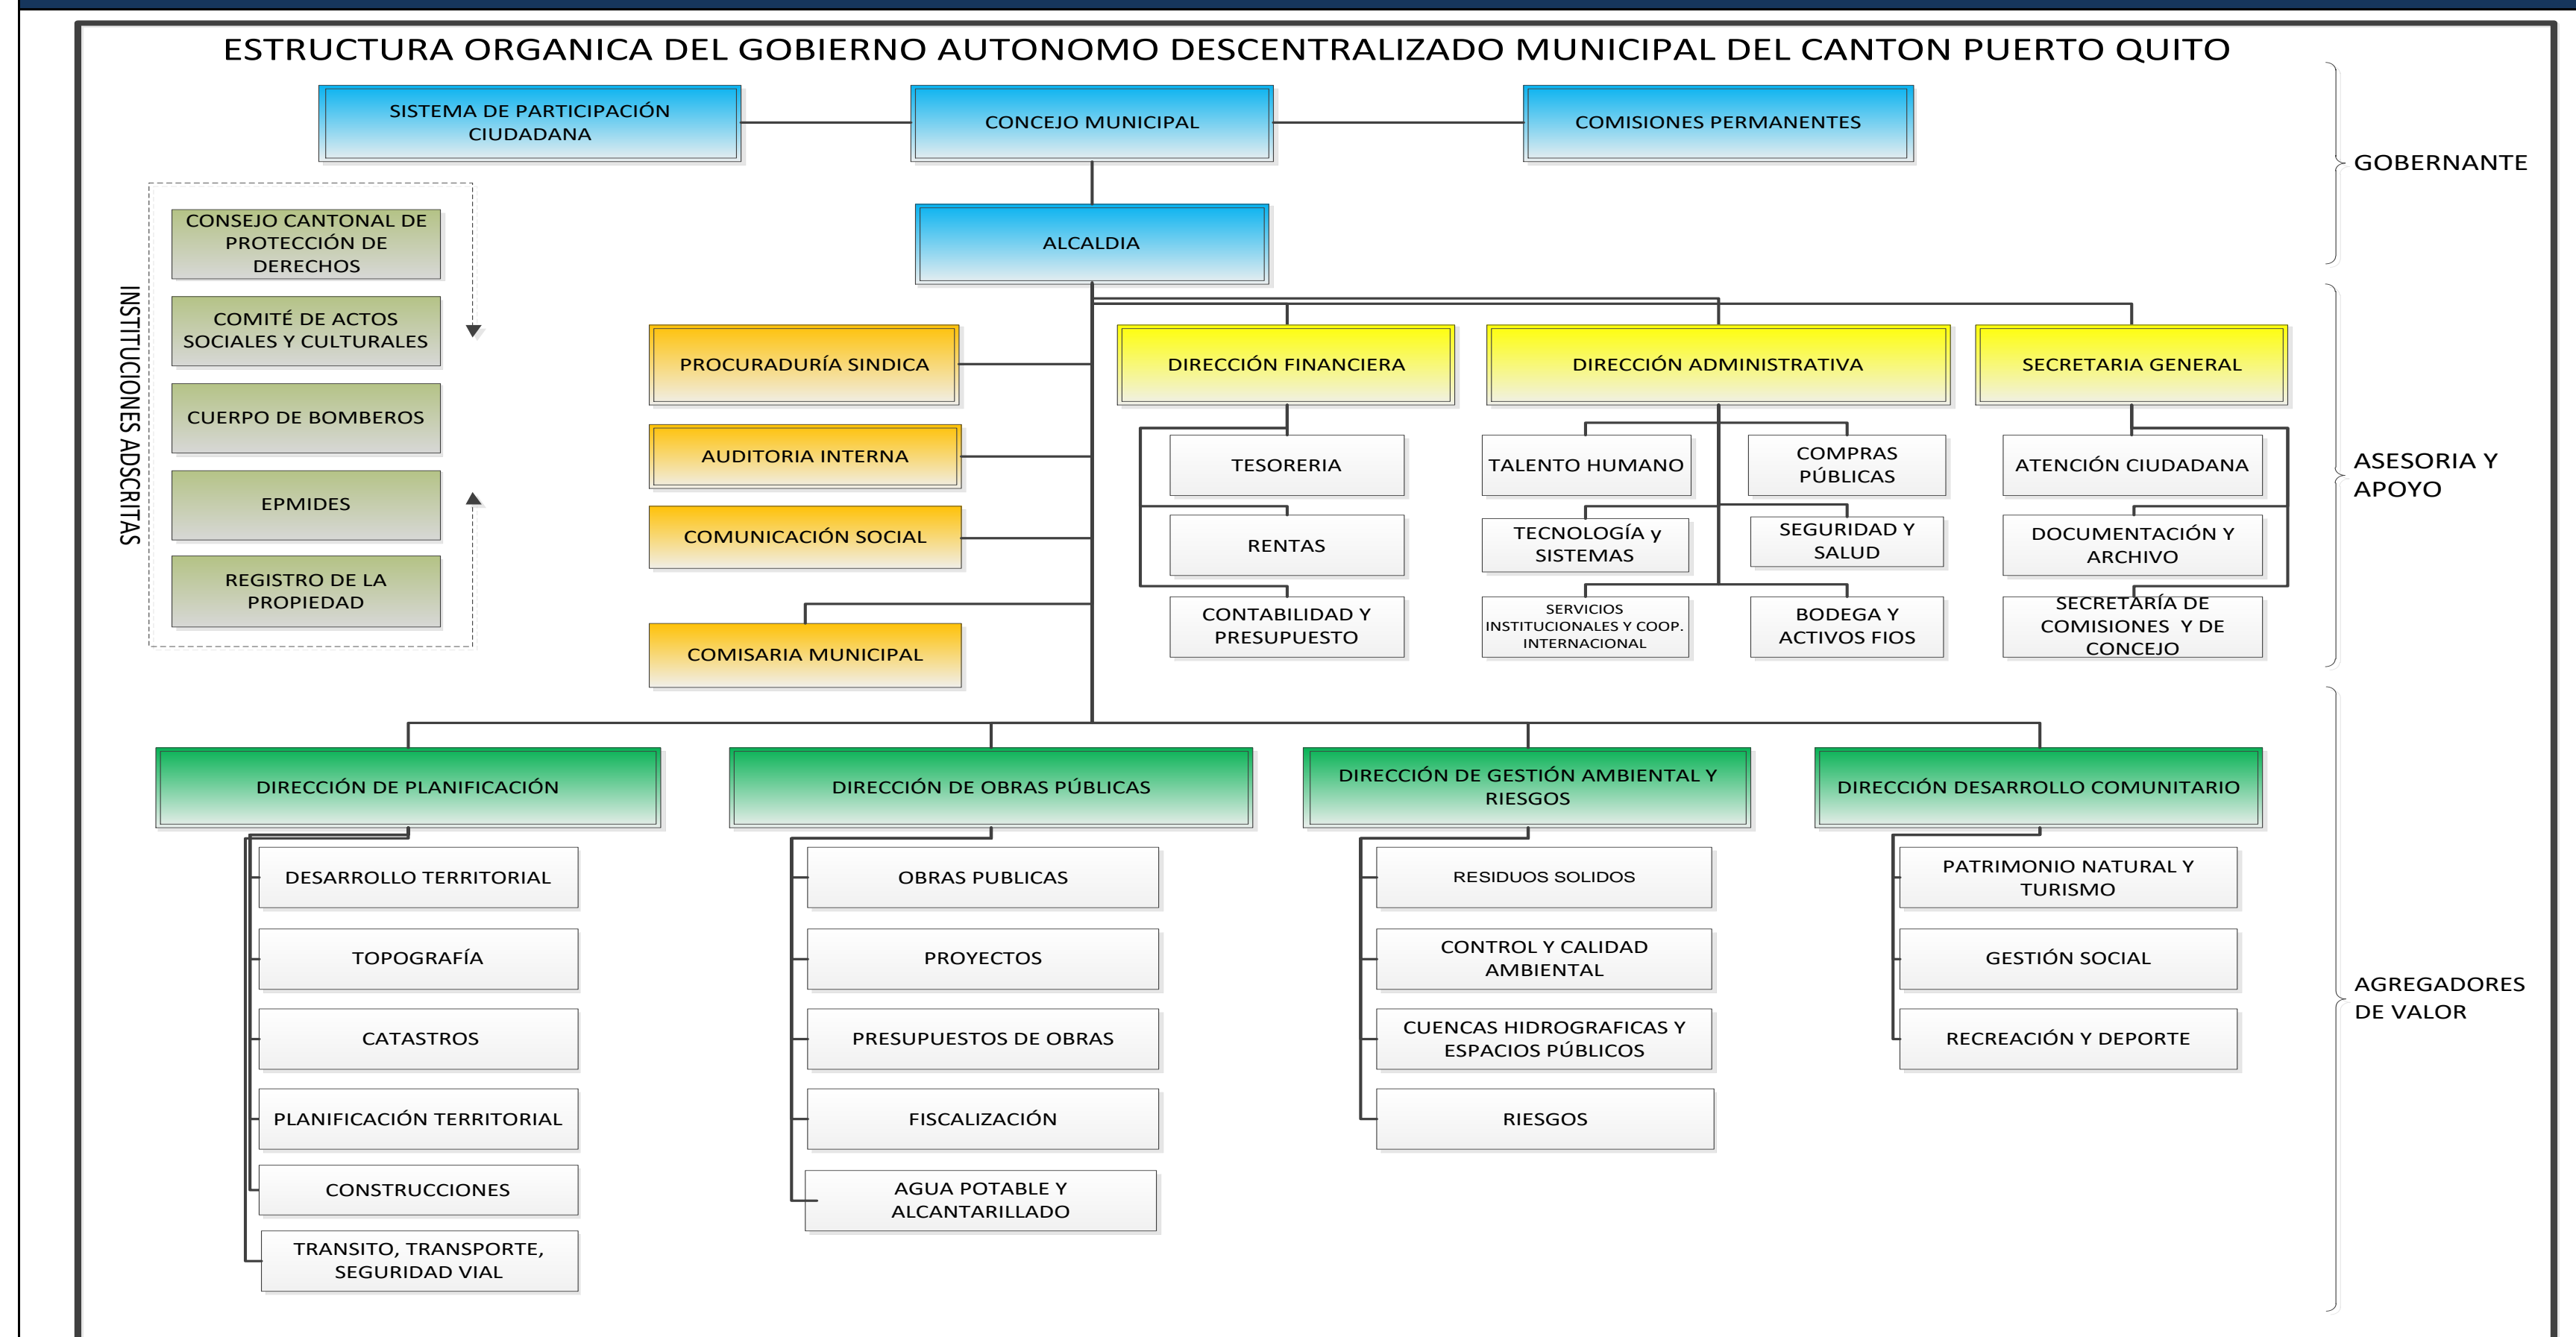 ESTRUCTURA ORGANICA DEL GOBIERNO AUTONOMO DESCENTRALIZADO MUNICIPAL DEL CANTON PUERTO QUITO
SISTEMA DE PARTICIPACIÓN
CIUDADANA
CONCEJO MUNICIPAL
COMISIONES PERMANENTES
GOBERNANTE
ALCALDIA
INSTITUCIONES ADSCRITAS
CONSEJO CANTONAL DE
PROTECCIÓN DE
DERECHOS
COMITÉ DE ACTOS
SOCIALES Y CULTURALES
CUERPO DE BOMBEROS
EPMIDES
REGISTRO DE LA
PROPIEDAD
PROCURADURÍA SINDICA
AUDITORIA INTERNA
COMUNICACIÓN SOCIAL
COMISARIA MUNICIPAL
DIRECCIÓN FINANCIERA
TESORERIA
RENTAS
CONTABILIDAD Y
PRESUPUESTO
DIRECCIÓN ADMINISTRATIVA
TALENTO HUMANO
COMPRAS
PÚBLICAS
TECNOLOGÍA y
SISTEMAS
SEGURIDAD Y
SALUD
SERVICIOS
INSTITUCIONALES Y COOP.
INTERNACIONAL
BODEGA Y
ACTIVOS FIOS
SECRETARIA GENERAL
ATENCIÓN CIUDADANA
DOCUMENTACIÓN Y
ARCHIVO
SECRETARÍA DE
COMISIONES Y DE
CONCEJO
ASESORIA Y
APOYO
DIRECCIÓN DE PLANIFICACIÓN
DESARROLLO TERRITORIAL
TOPOGRAFÍA
CATASTROS
PLANIFICACIÓN TERRITORIAL
CONSTRUCCIONES
TRANSITO, TRANSPORTE,
SEGURIDAD VIAL
DIRECCIÓN DE OBRAS PÚBLICAS
OBRAS PUBLICAS
PROYECTOS
PRESUPUESTOS DE OBRAS
FISCALIZACIÓN
AGUA POTABLE Y
ALCANTARILLADO
DIRECCIÓN DE GESTIÓN AMBIENTAL Y
RIESGOS
RESIDUOS SOLIDOS
CONTROL Y CALIDAD
AMBIENTAL
CUENCAS HIDROGRAFICAS Y
ESPACIOS PÚBLICOS
RIESGOS
DIRECCIÓN DESARROLLO COMUNITARIO
PATRIMONIO NATURAL Y
TURISMO
GESTIÓN SOCIAL
RECREACIÓN Y DEPORTE
AGREGADORES
DE VALOR